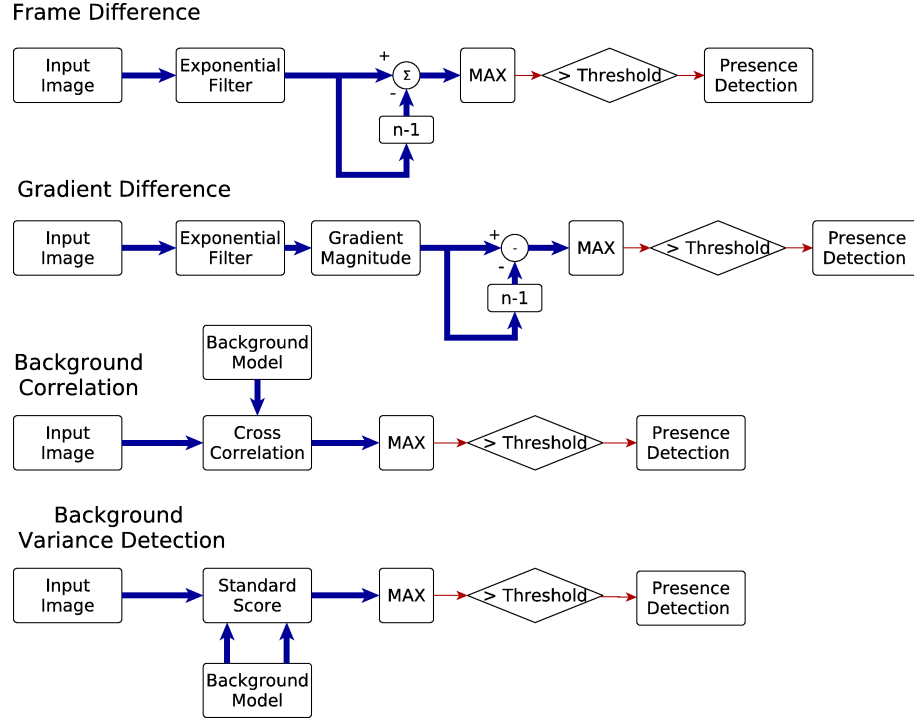 Frame Difference
Input
Image
Exponential
Filter
+
Σ
-
n-1
MAX
> Threshold
Presence
Detection
Gradient Difference
Input
Image
Exponential
Filter
Gradient
Magnitude
+
-
-
n-1
MAX
> Threshold
Presence
Detection
Background
Correlation
Background
Model
Input
Image
Cross
Correlation
MAX
> Threshold
Presence
Detection
Background
Variance Detection
Input
Image
Standard
Score
MAX
> Threshold
Presence
Detection
Background
Model